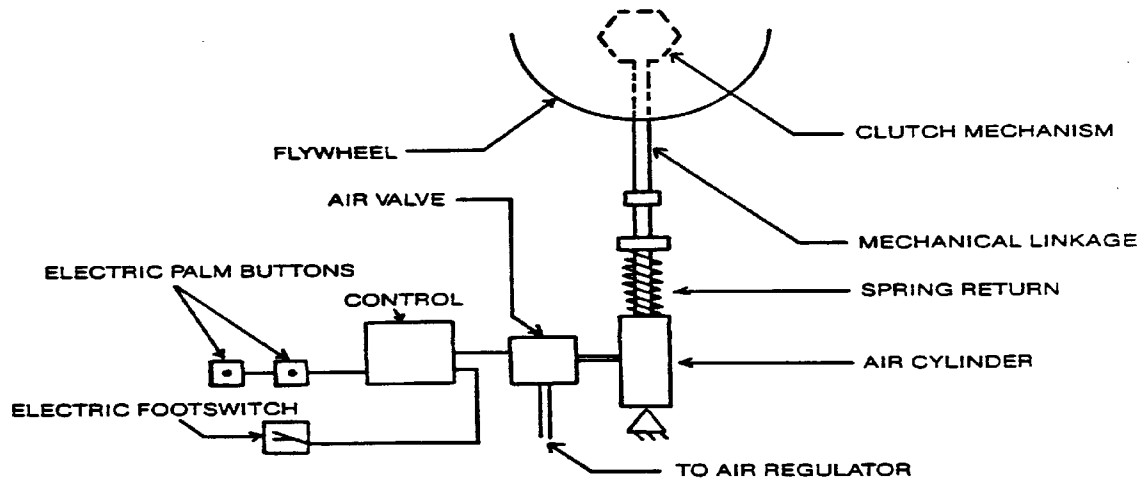 CLUTCH MECHANISM
FLYWHEEL
AIR VALVE
MECHANICAL LINKAGE
ELECTRIC PALM BUTTONS
SPRING RETURN
CONTROL
AIR CYLINDER
ELECTRIC FOOTSWITCH
TO AIR REGULATOR